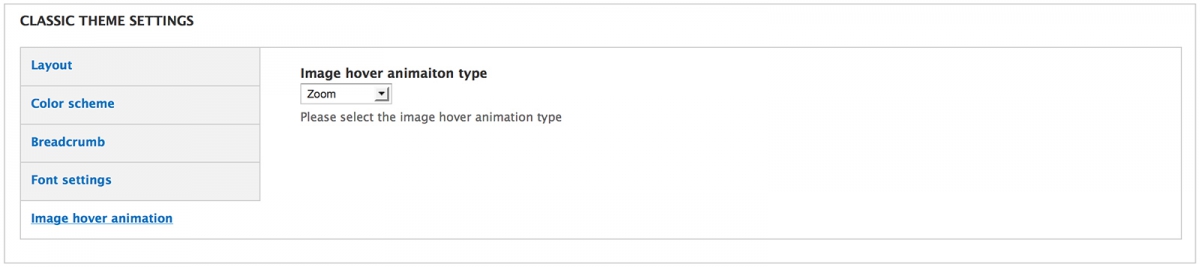 CLASSIC THEME SETTINGS
Layout
Color scheme
Breadcrumb
Font settings
Image hover animation
Image hover animaiton type
Zoom
Please select the image hover animation type